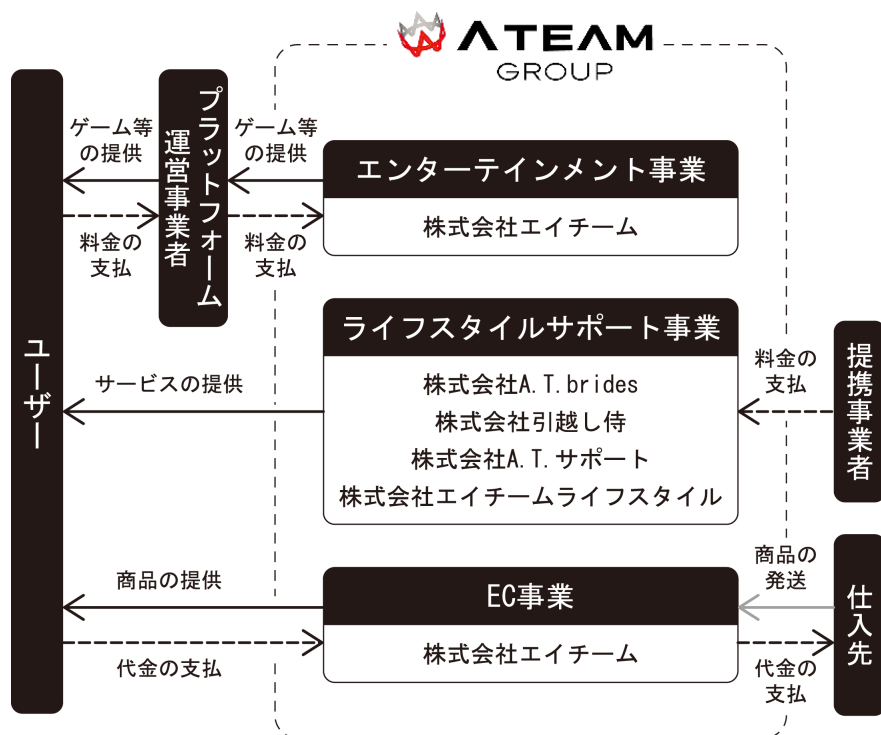 ATEAM
GROUP
ユーザー
プラットフォーム
運営事業者
ゲーム等
の提供
料金の
支払
ゲーム等
の提供
料金の
支払
エンターテインメント事業
株式会社エイチーム
ライフスタイルサポート事業
株式会社A.T.brides
株式会社引越し侍
株式会社A.T.サポート
株式会社エイチームライフスタイル
サービスの提供
料金の
支払
提携事業者
EC事業
株式会社エイチーム
商品の提供
代金の支払
商品の
発送
代金の
支払
仕入先